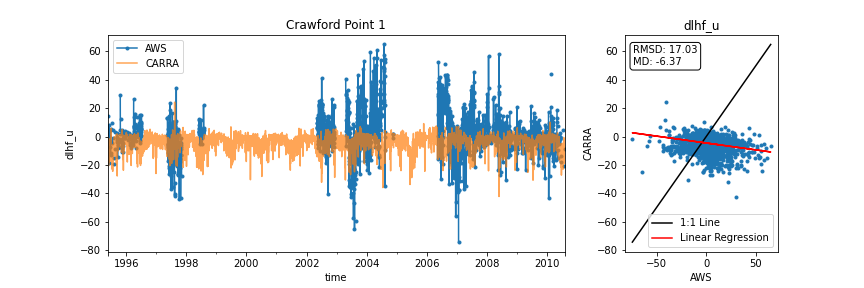 Crawford Point 1
dlhf_u
60
40
20
0
−20
−40
−60
−80
dlhf_u
AWS
CARRA
1996
1998
2000
2002
2004
2006
2008
2010
time
60
40
20
0
−20
−40
−60
−80
CARRA
RMSD: 17.03
MD: -6.37
1:1 Line
Linear Regression
−50
0
50
AWS